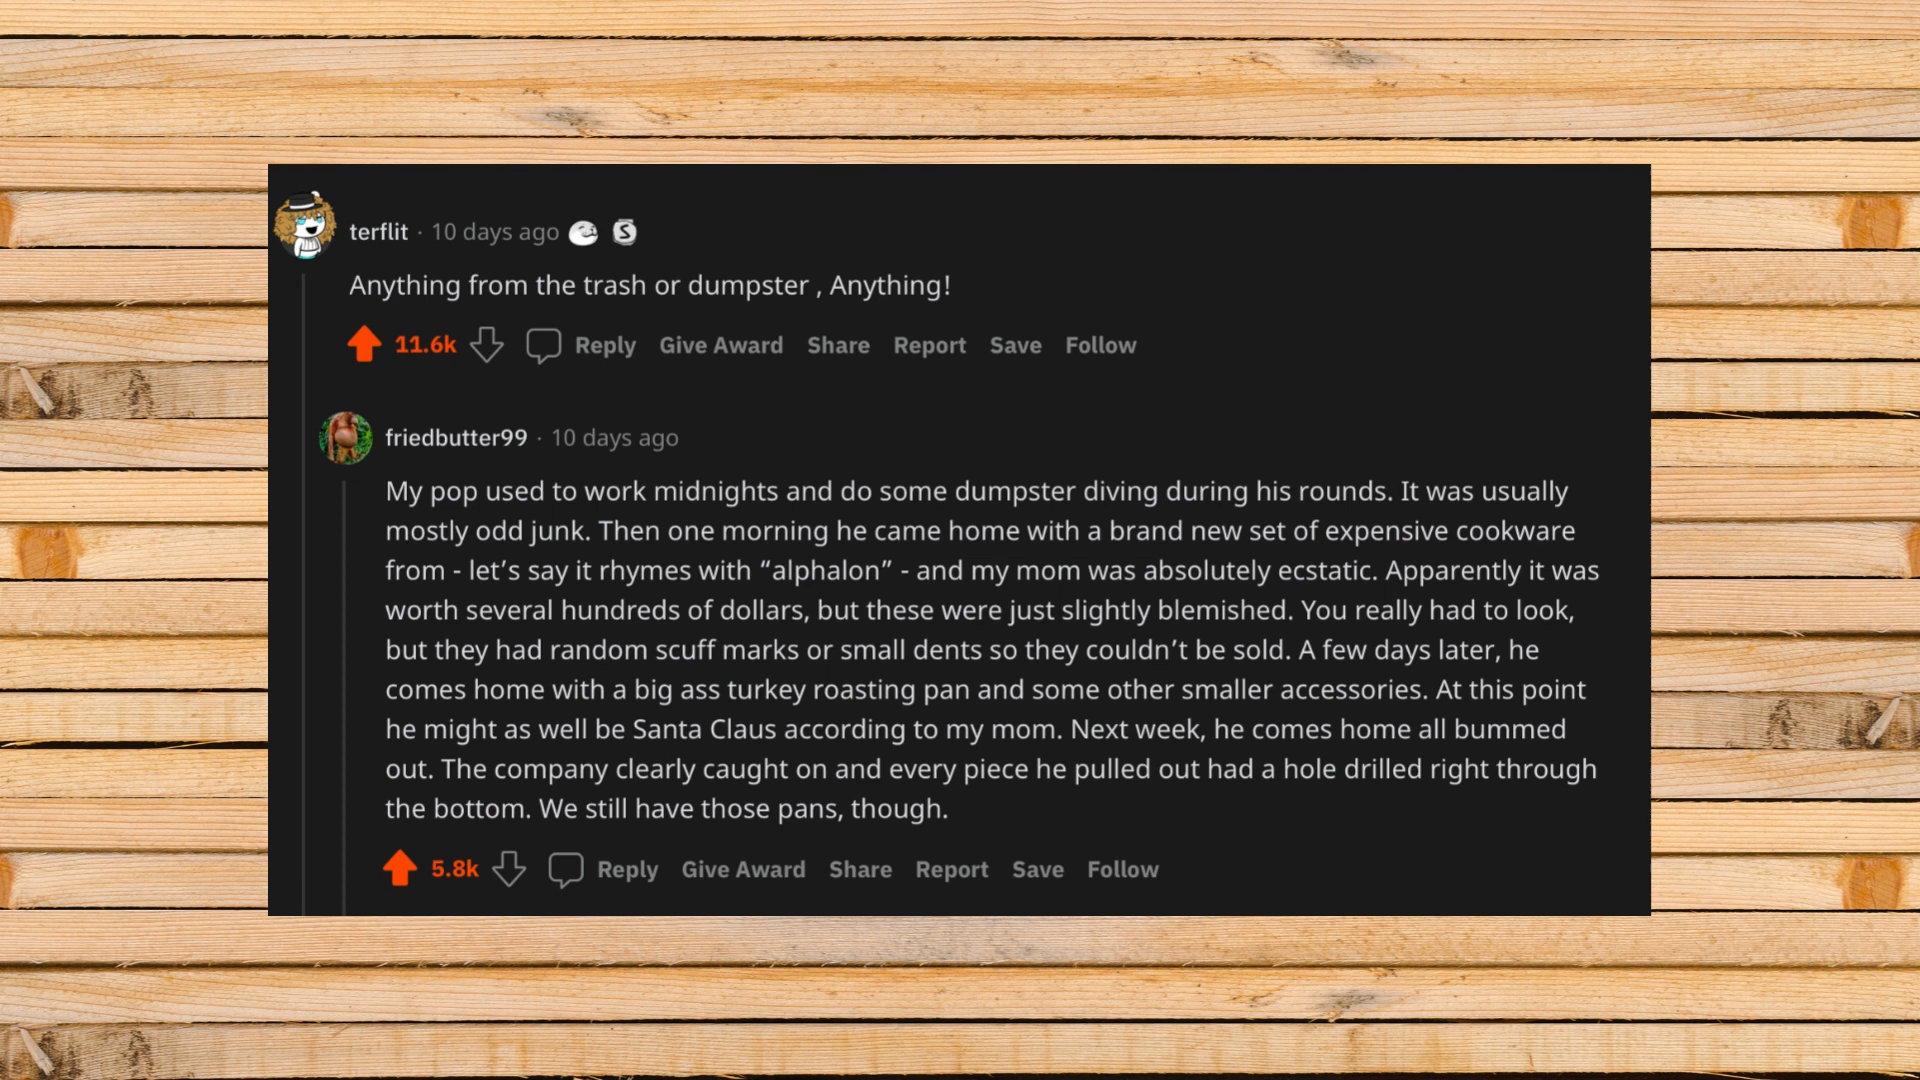 terflit · 10 days ago
Anything from the trash or dumpster , Anything!
11.6k Reply Give Award Share Report Save Follow
friedbutter99 · 10 days ago
My pop used to work midnights and do some dumpster diving during his rounds. It was usually
mostly odd junk. Then one morning he came home with a brand new set of expensive cookware
from - let’s say it rhymes with “alphalon” - and my mom was absolutely ecstatic. Apparently it was
worth several hundreds of dollars, but these were just slightly blemished. You really had to look,
but they had random scuff marks or small dents so they couldn’t be sold. A few days later, he
comes home with a big ass turkey roasting pan and some other smaller accessories. At this point
he might as well be Santa Claus according to my mom. Next week, he comes home all bummed
out. The company clearly caught on and every piece he pulled out had a hole drilled right through
the bottom. We still have those pans, though.
5.8k Reply Give Award Share Report Save Follow